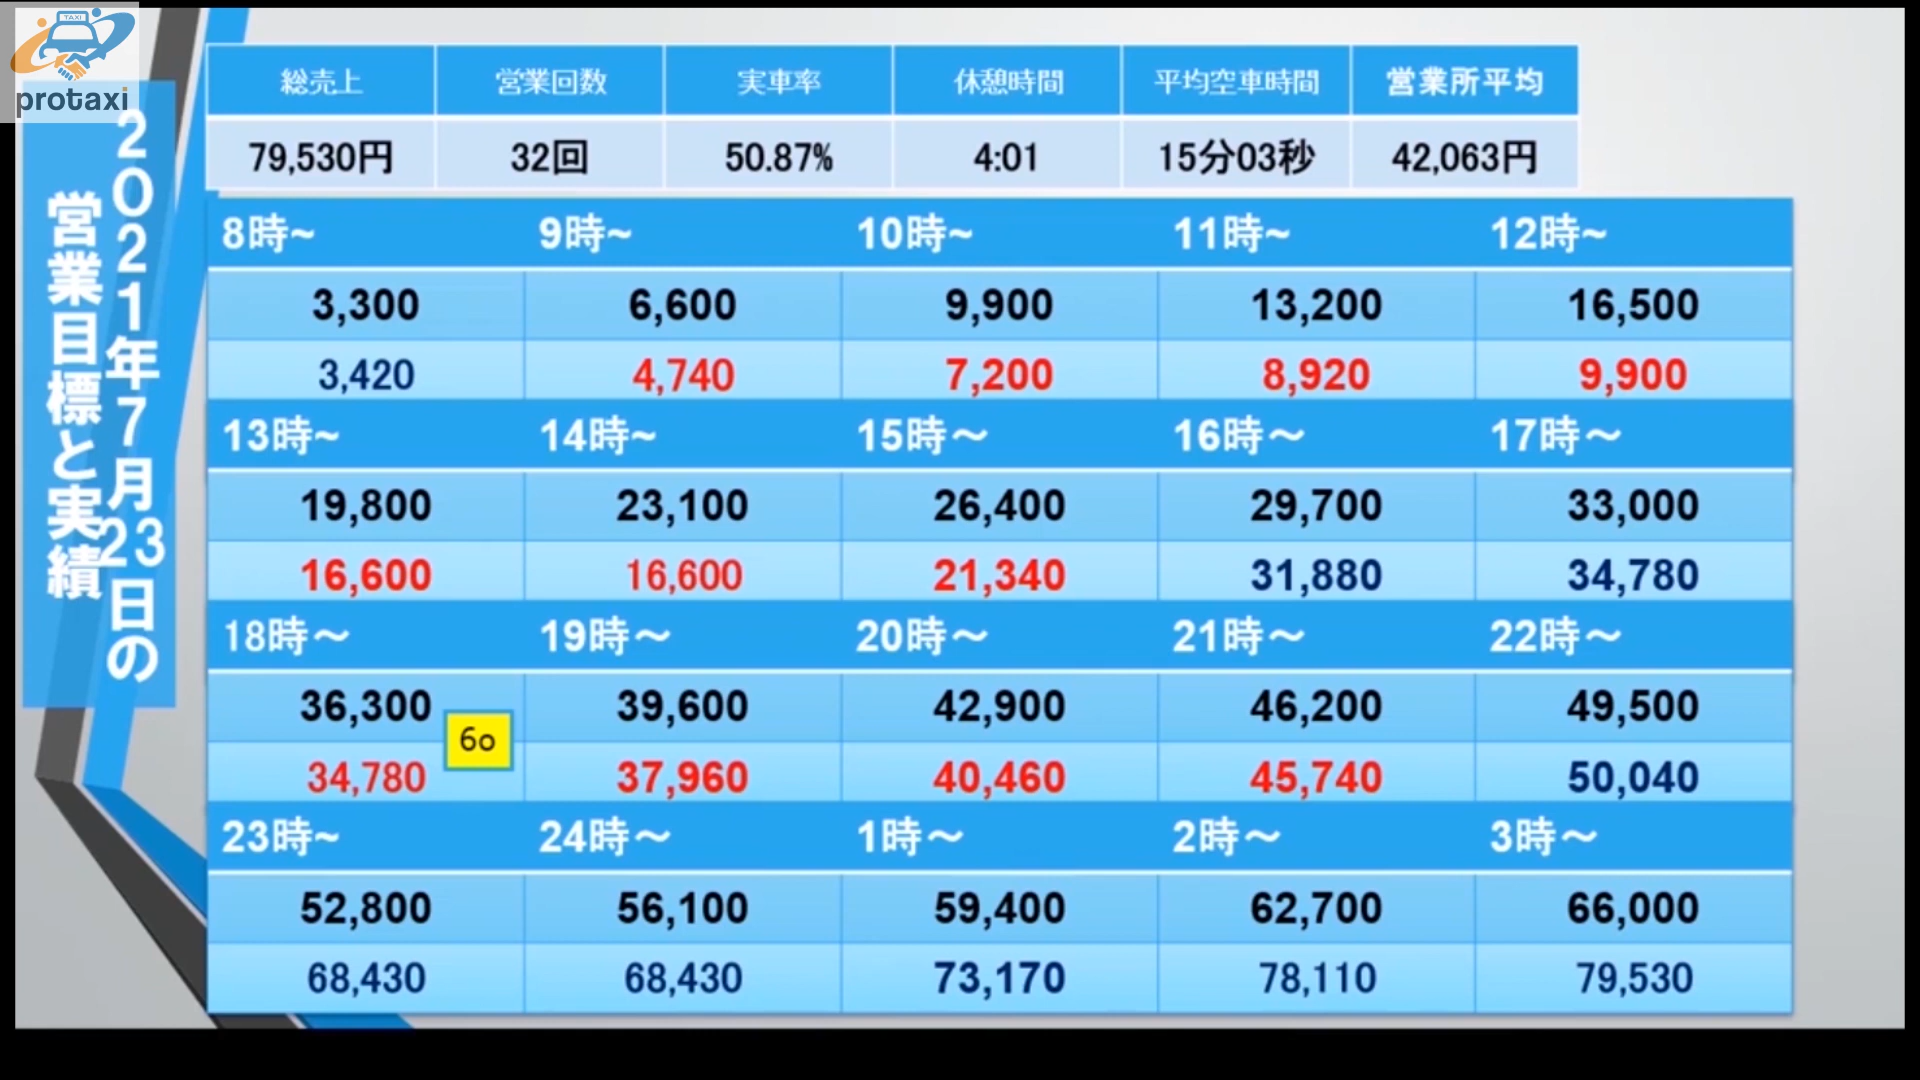 TAXI
protaxi
2021年7月23日の
営業目標と実績
総売上 営業回数 実車率 休憩時間 平均空車時間 営業所平均
79,530円 32回 50.87% 4:01 15分03秒 42,063円
8時~ 9時~ 10時~ 11時~ 12時~
3,300 6,600 9,900 13,200 16,500
3,420 4,740 7,200 8,920 9,900
13時~ 14時~ 15時～ 16時～ 17時～
19,800 23,100 26,400 29,700 33,000
16,600 16,600 21,340 31,880 34,780
18時～ 19時～ 20時～ 21時～ 22時～
36,300 39,600 42,900 46,200 49,500
6o
34,780 37,960 40,460 45,740 50,040
23時~ 24時～ 1時～ 2時～ 3時～
52,800 56,100 59,400 62,700 66,000
68,430 68,430 73,170 78,110 79,530